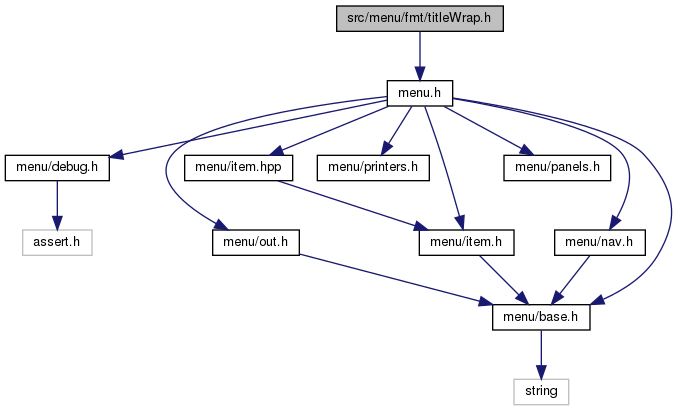 src/menu/fmt/titleWrap.h
menu.h
menu/debug.h
menu/item.hpp
menu/printers.h
menu/panels.h
assert.h
menu/out.h
menu/item.h
menu/nav.h
menu/base.h
string